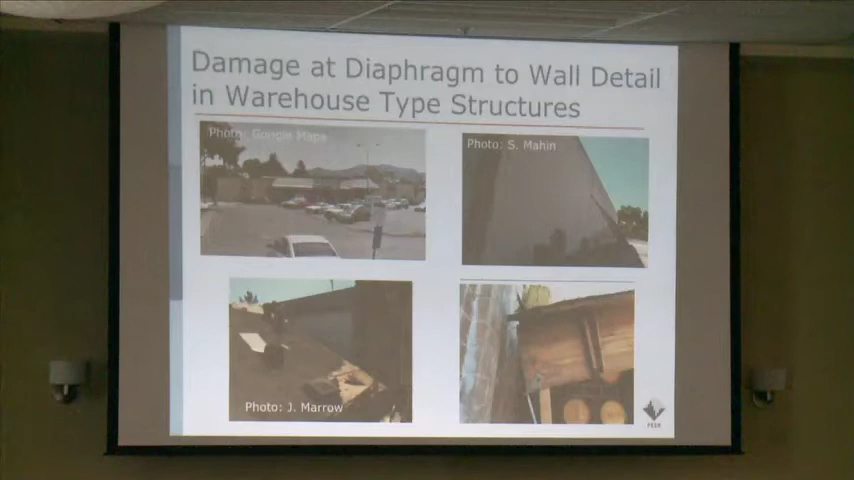 Damage at Diaphragm to Wall Detail
in Warehouse Type Structures
Photo: Google Maps
Photo: S. Mahin
Photo: J. Marrow
PEER